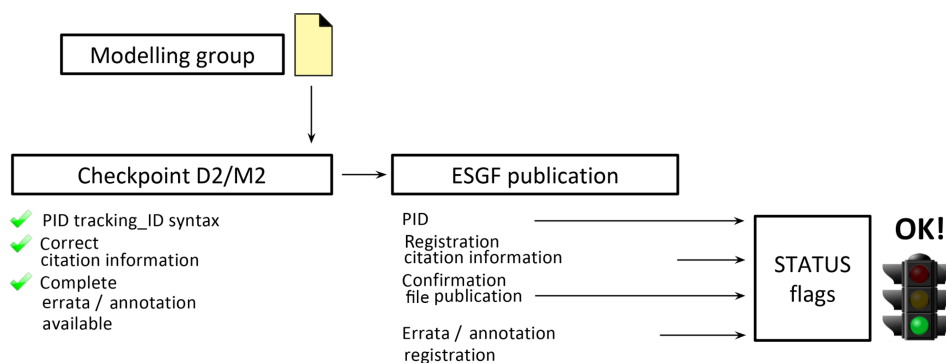 Modelling group
Checkpoint D2/M2
ESGF publication
PID tracking_ID syntax
Correct
citation information
Complete
errata / annotation
available
PID
Registration
citation information
Confirmation
file publication
Errata / annotation
registration
STATUS
flags
OK!